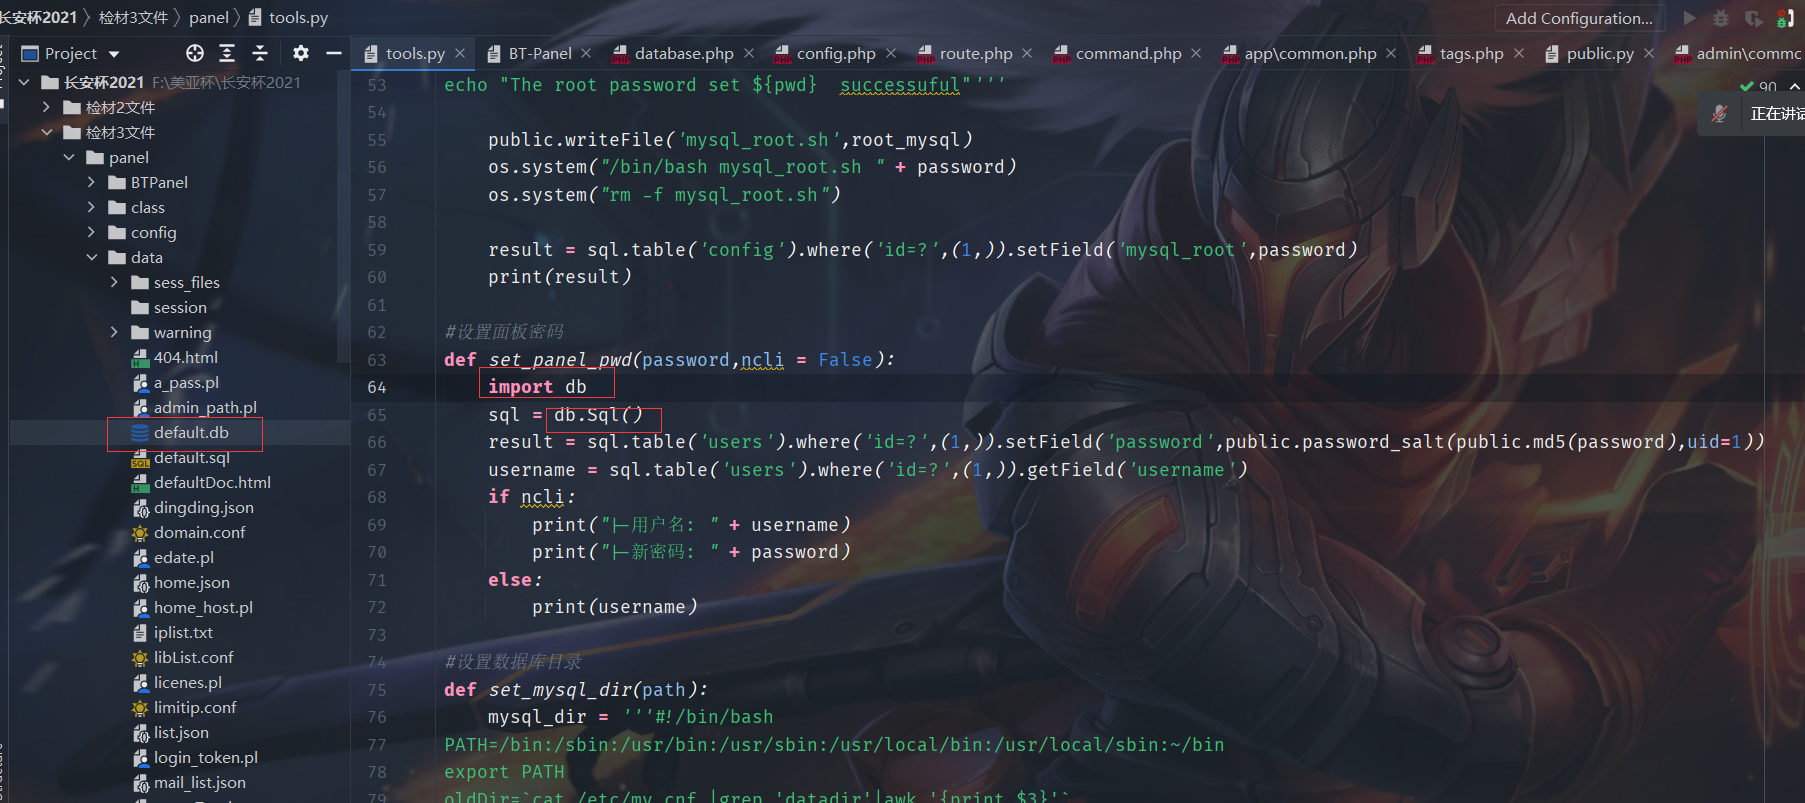 长安杯2021 〉 检材3文件 〉 panel 〉 tools.py
Add Configuration...
Project
tools.py
BT-Panel
database.php
config.php
route.php
command.php
app\common.php
tags.php
public.py
admin\commc
长安杯2021 F:\美亚杯\长安杯2021
检材2文件
检材3文件
panel
BTPanel
class
config
data
sess_files
session
warning
404.html
a_pass.pl
admin_path.pl
default.db
default.sql
defaultDoc.html
dingding.json
domain.conf
edate.pl
home.json
home_host.pl
iplist.txt
libList.conf
licenes.pl
limitip.conf
list.json
login_token.pl
mail_list.json
90
正在讲话
53 echo "The root password set ${pwd}  successuful"'''
54
55 public.writeFile('mysql_root.sh',root_mysql)
56 os.system("/bin/bash mysql_root.sh " + password)
57 os.system("rm -f mysql_root.sh")
58
59 result = sql.table('config').where('id=?',(1,)).setField('mysql_root',password)
60 print(result)
61
62 #设置面板密码
63 def set_panel_pwd(password,ncli = False):
64 import db
65 sql = db.Sql()
66 result = sql.table('users').where('id=?',(1,)).setField('password',public.password_salt(public.md5(password),uid=1))
67 username = sql.table('users').where('id=?',(1,)).getField('username')
68 if ncli:
69 print("|-用户名: " + username)
70 print("|-新密码: " + password)
71 else:
72 print(username)
73
74 #设置数据库目录
75 def set_mysql_dir(path):
76 mysql_dir = '''#!/bin/bash
77 PATH=/bin:/sbin:/usr/bin:/usr/sbin:/usr/local/bin:/usr/local/sbin:~/bin
78 export PATH
79 oldDir=`cat /etc/my.cnf |grep 'datadir'|awk '{print $3}'`